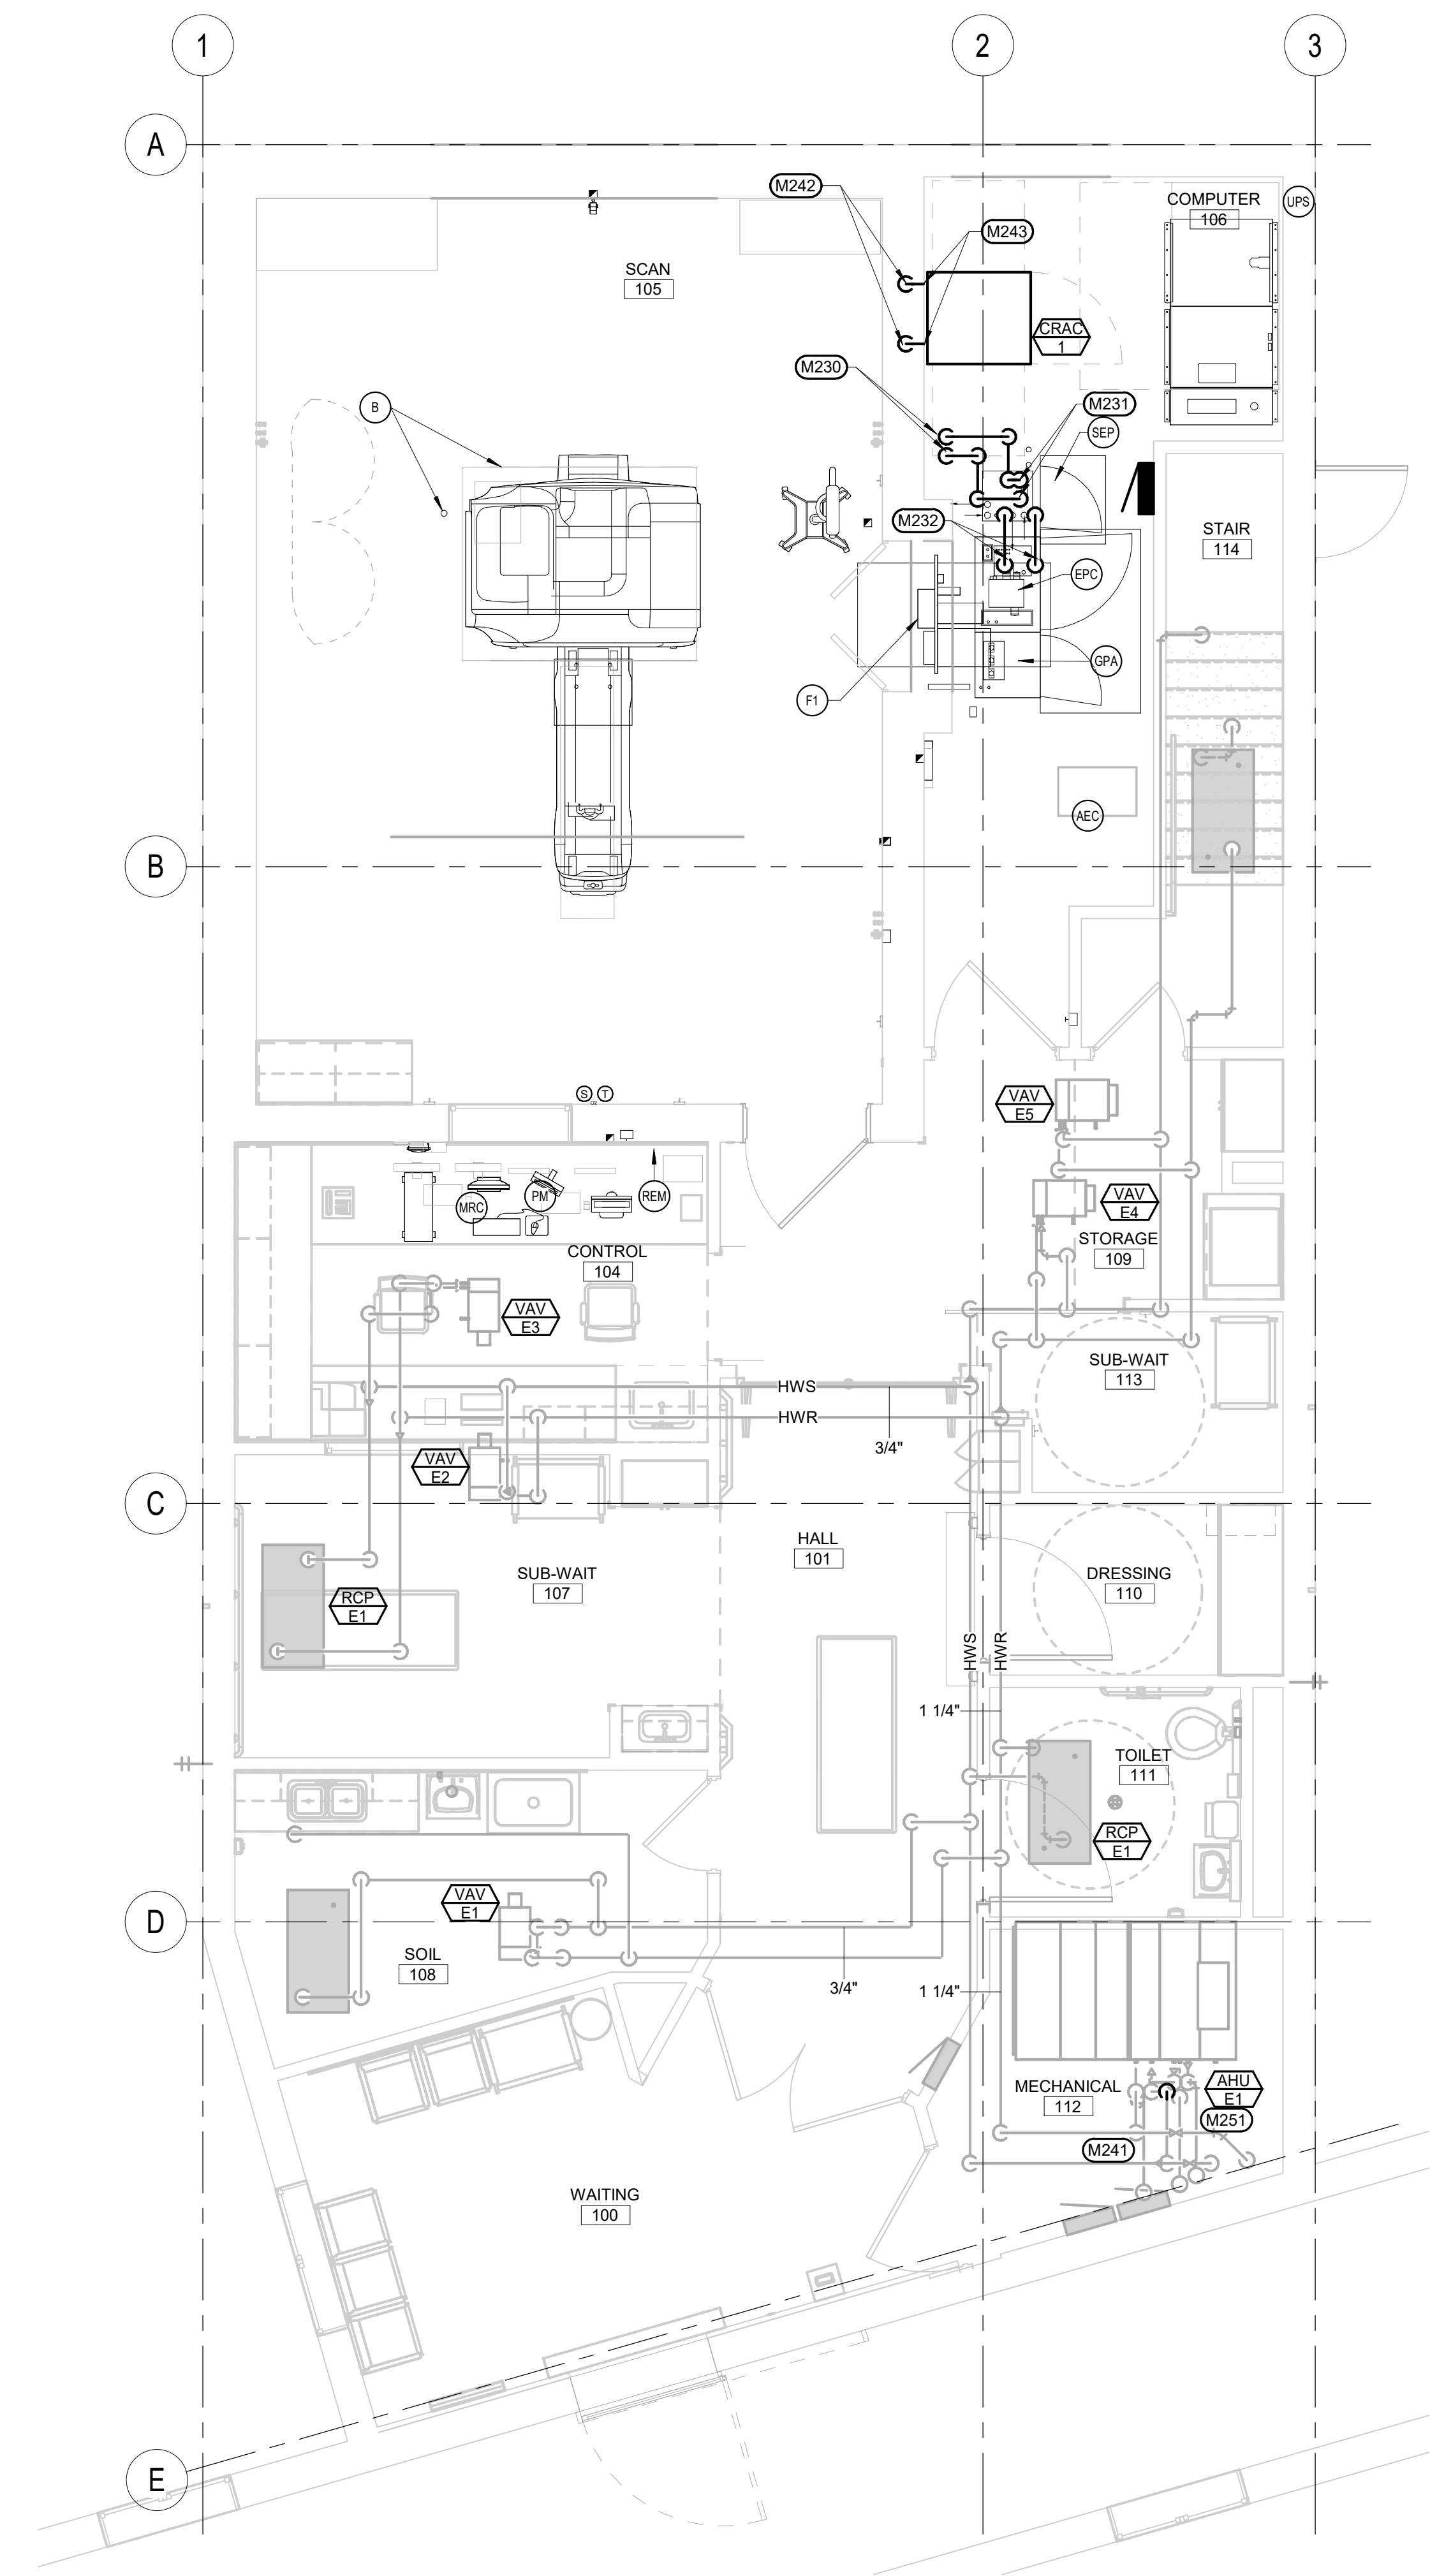 1
2
3
A
M242
COMPUTER
106
UPS
M243
SCAN
105
CRAC
1
M230
B
M231
SEP
M232
STAIR
114
EPC
GPA
F1
AEC
B
S
T
O2
VAV
E5
MRC
PM
REM
VAV
E4
STORAGE
109
CONTROL
104
VAV
E3
SUB-WAIT
113
HWS
HWR
3/4"
VAV
E2
C
HALL
101
SUB-WAIT
107
DRESSING
110
RCP
E1
HWS
HWR
1 1/4"
TOILET
111
RCP
E1
VAV
E1
D
SOIL
108
3/4"
1 1/4"
MECHANICAL
112
AHU
E1
M251
M241
WAITING
100
E